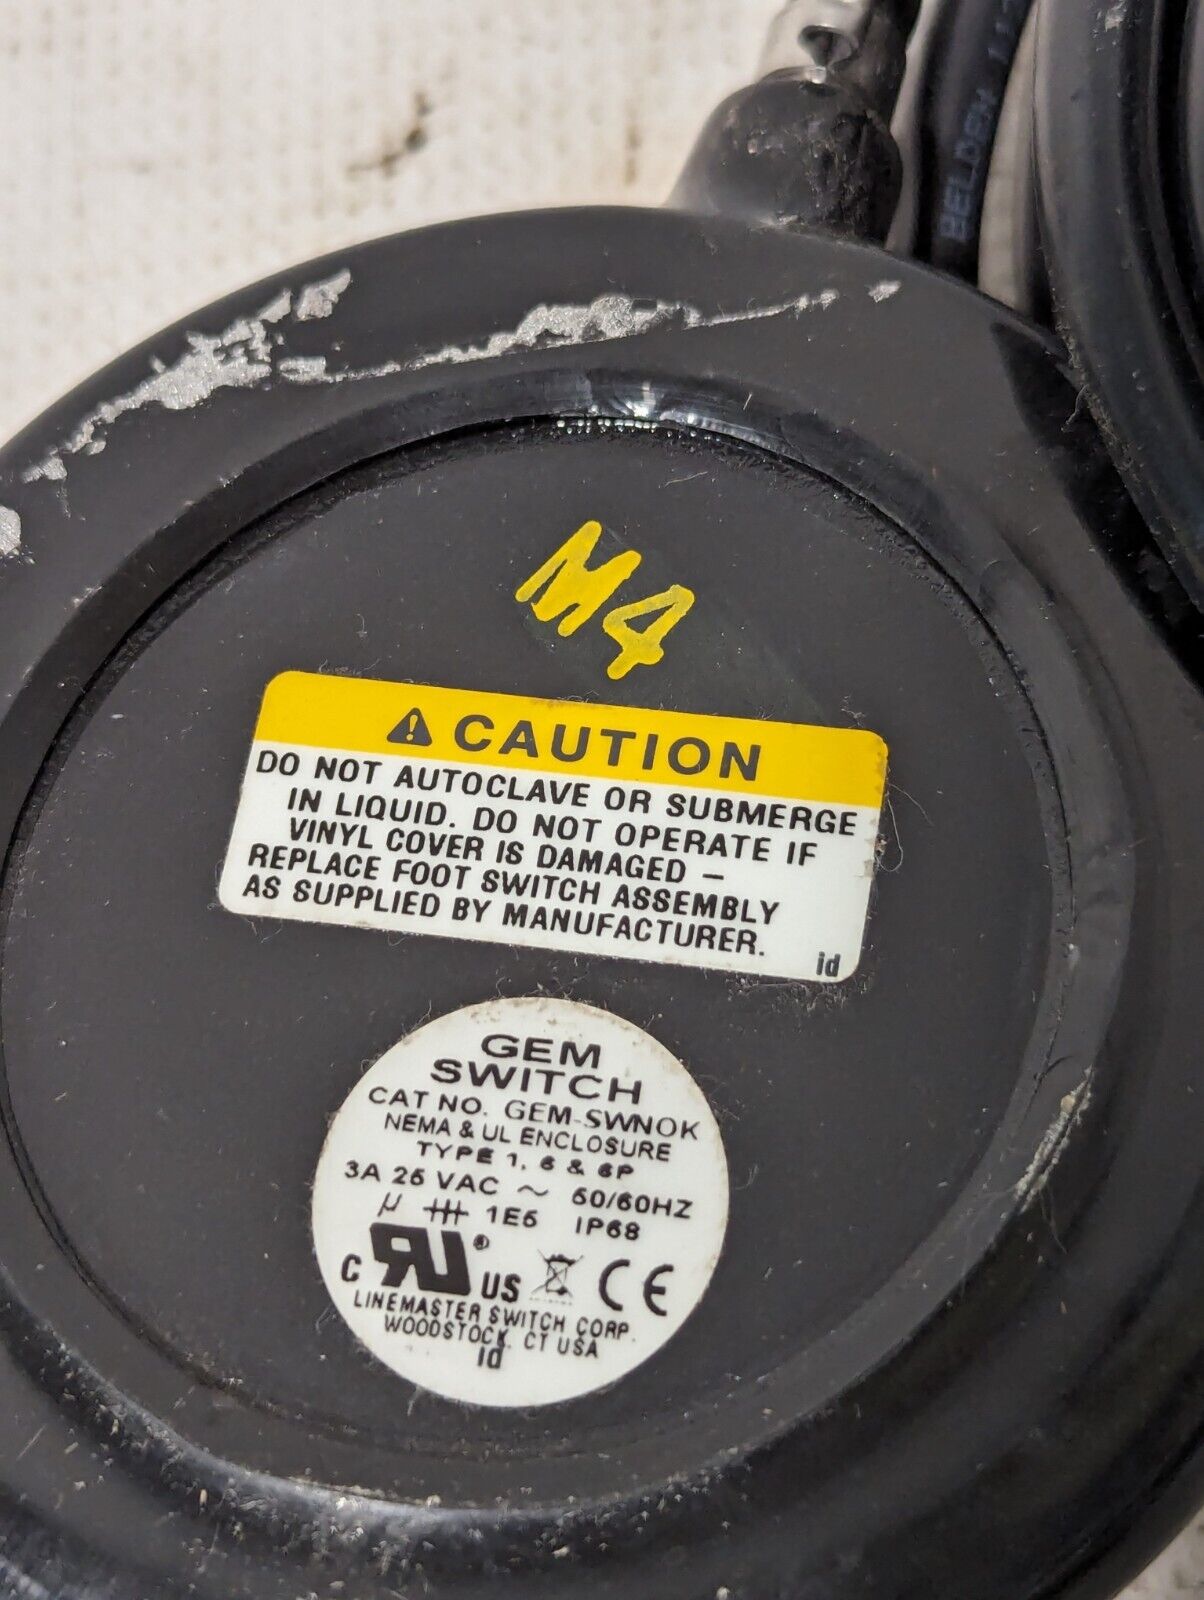 BELDEN
M4
CAUTION
DO NOT AUTOCLAVE OR SUBMERGE
IN LIQUID. DO NOT OPERATE IF
VINYL COVER IS DAMAGED –
REPLACE FOOT SWITCH ASSEMBLY
AS SUPPLIED BY MANUFACTURER.
id
GEM
SWITCH
CAT NO. GEM-SWNOK
NEMA & UL ENCLOSURE
TYPE 1, 6 & 6P
3A 25 VAC ~ 50/60HZ
µ 1E5 IP68
C RU® US CE
LINEMASTER SWITCH CORP.
WOODSTOCK, CT USA
id